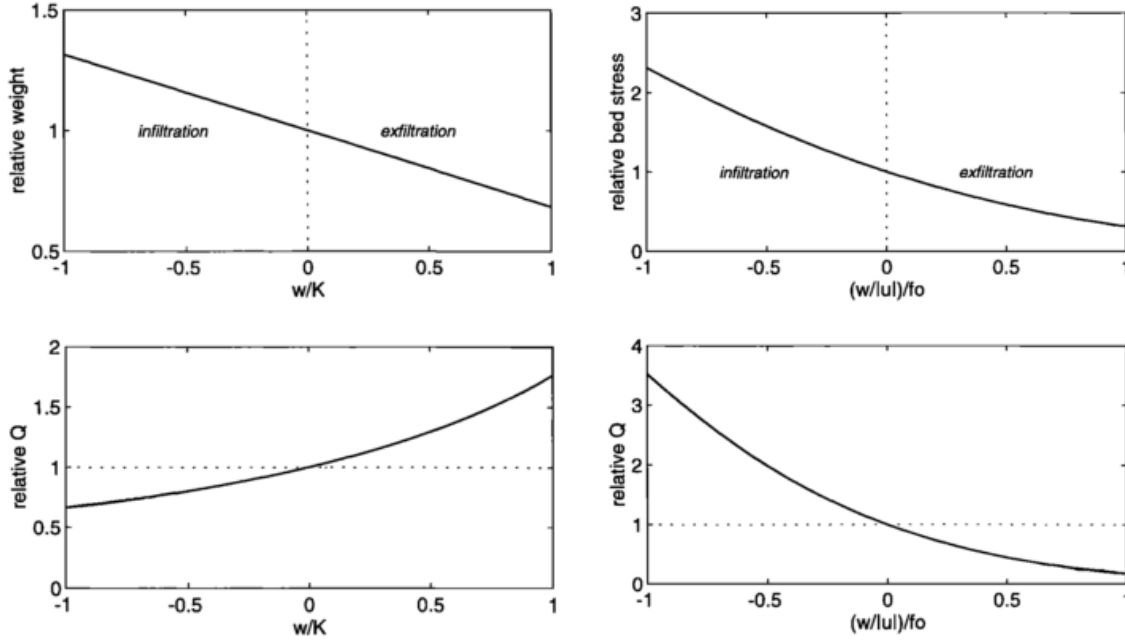 1.5
relative weight
1
infiltration
exfiltration
0.5
-1 -0.5 0 0.5 1
w/K
3
relative bed stress
2
1
infiltration
exfiltration
0
-1 -0.5 0 0.5 1
(w/|u|)/fo
2
relative Q
1.5
1
0.5
0
-1 -0.5 0 0.5 1
w/K
4
relative Q
3
2
1
0
-1 -0.5 0 0.5 1
(w/|u|)/fo